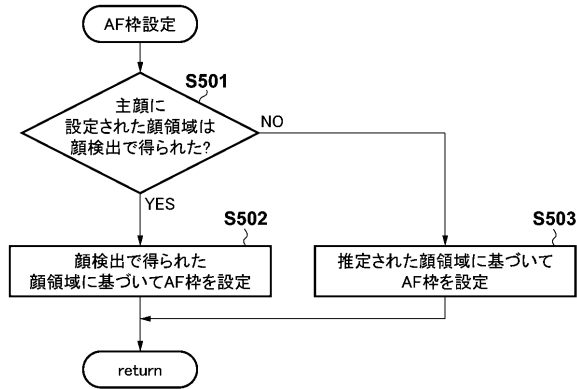 AF枠設定
S501
主顔に
設定された顔領域は
顔検出で得られた?
NO
YES
S502
顔検出で得られた
顔領域に基づいてAF枠を設定
S503
推定された顔領域に基づいて
AF枠を設定
return